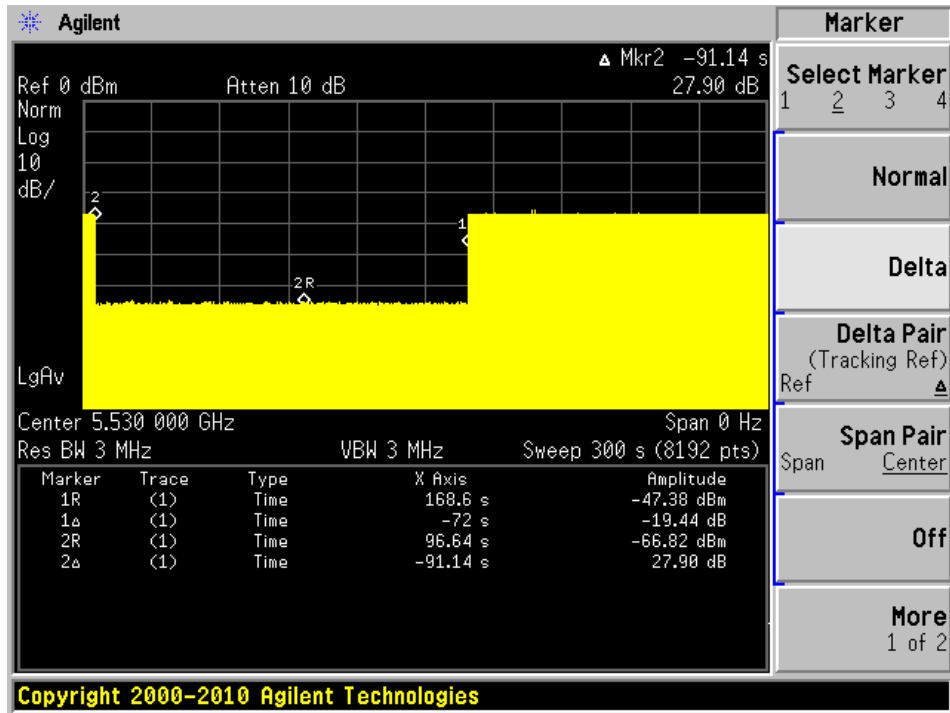 Agilent
Marker
▵ Mkr2 -91.14 s
Ref 0 dBm Atten 10 dB 27.90 dB
Norm
Log
10
dB/
2
1
2R
LgAv
Center 5.530 000 GHz Span 0 Hz
Res BW 3 MHz VBW 3 MHz Sweep 300 s (8192 pts)
Marker Trace Type X Axis Amplitude
1R (1) Time 168.6 s -47.38 dBm
1▵ (1) Time -72 s -19.44 dB
2R (1) Time 96.64 s -66.82 dBm
2▵ (1) Time -91.14 s 27.90 dB
Select Marker
1 2 3 4
Normal
Delta
Delta Pair
(Tracking Ref)
Ref ▵
Span Pair
Span Center
Off
More
1 of 2
Copyright 2000-2010 Agilent Technologies